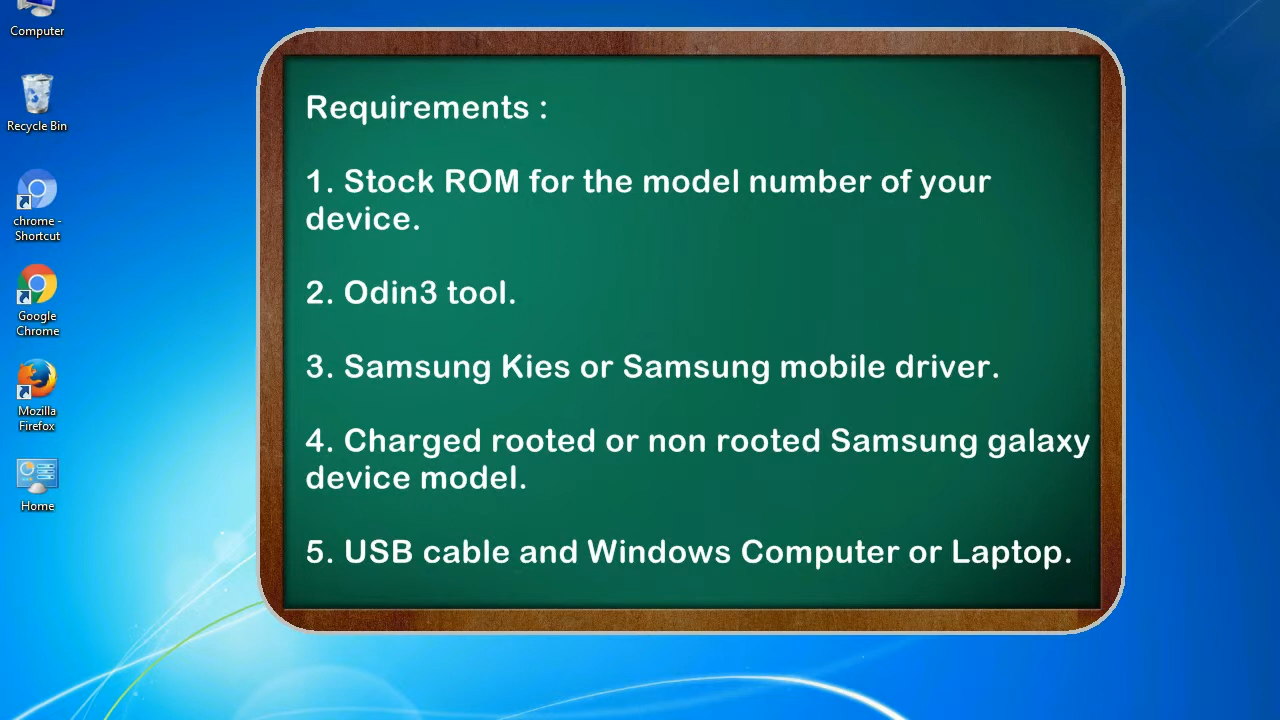 Computer
Recycle Bin
chrome -
Shortcut
Google
Chrome
Mozilla
Firefox
Home
Requirements :
1. Stock ROM for the model number of your
device.
2. Odin3 tool.
3. Samsung Kies or Samsung mobile driver.
4. Charged rooted or non rooted Samsung galaxy
device model.
5. USB cable and Windows Computer or Laptop.